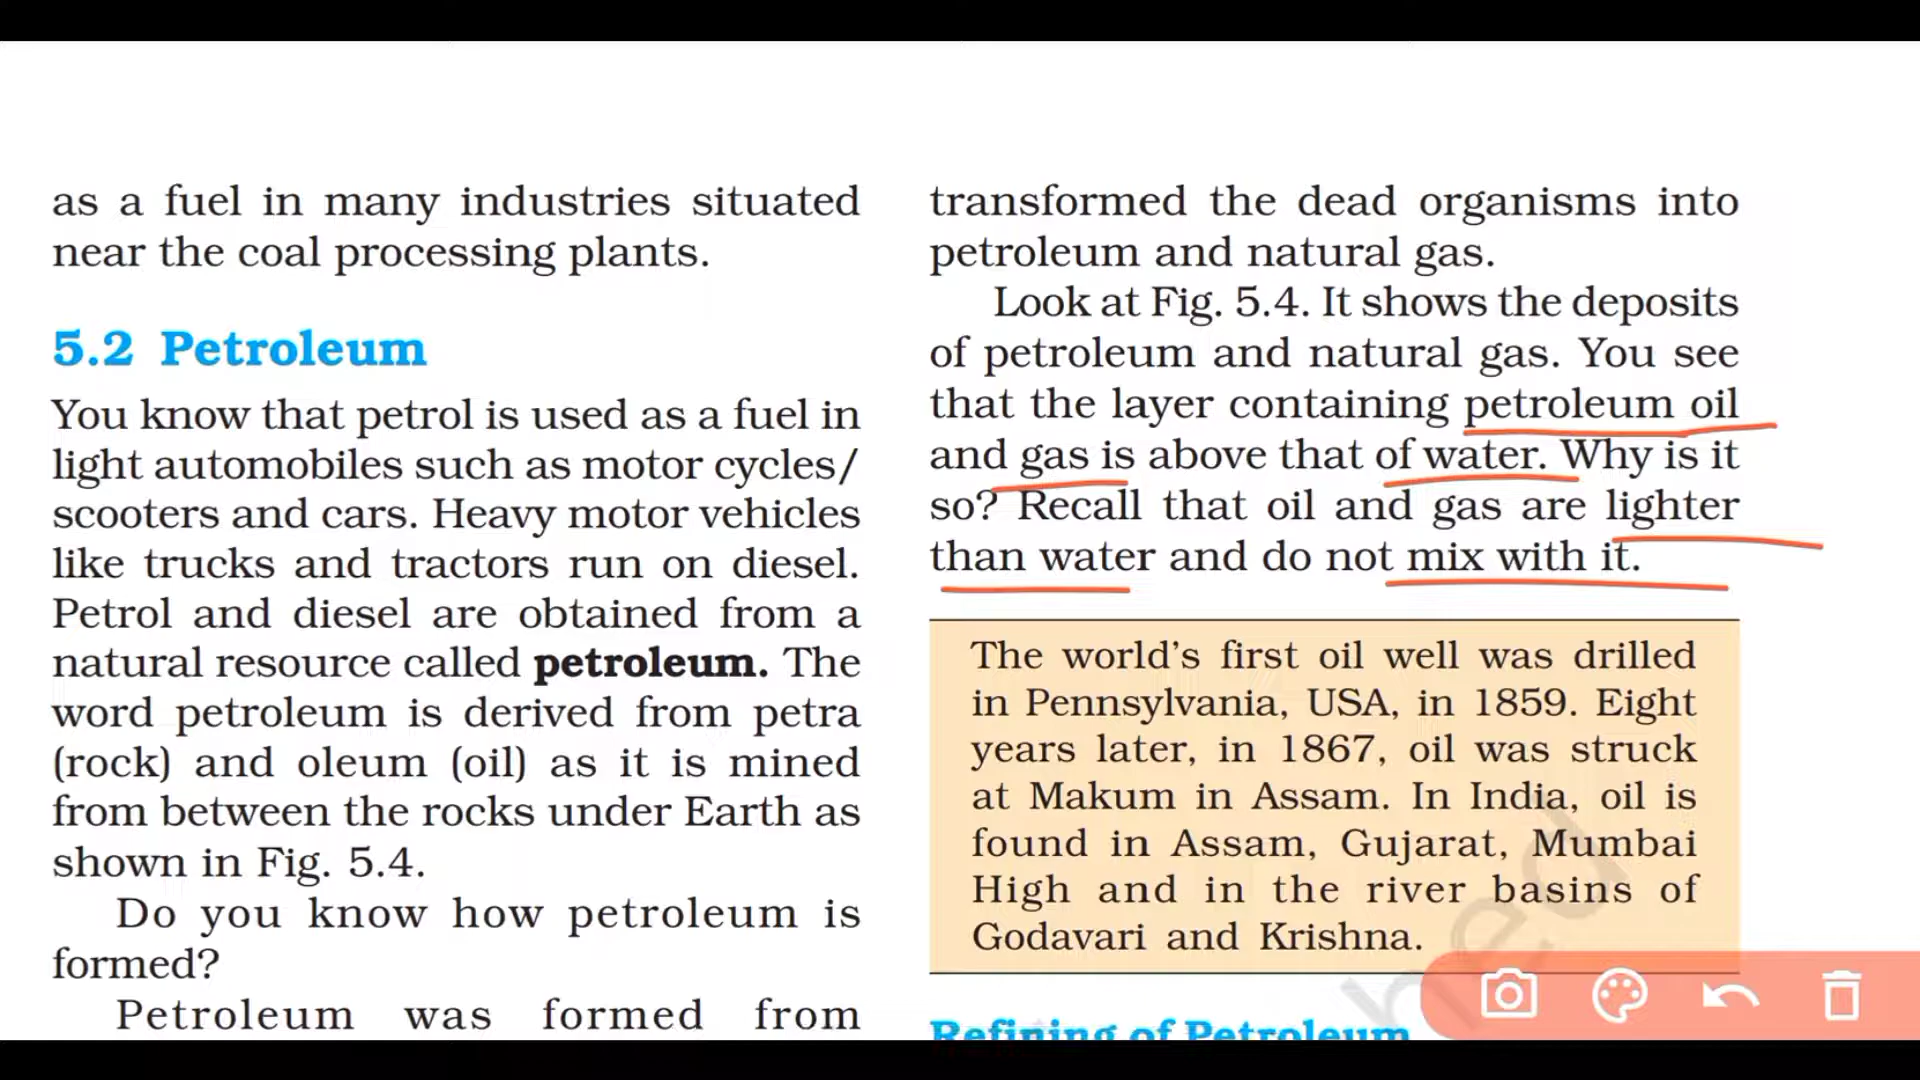 as a fuel in many industries situated
near the coal processing plants.
5.2 Petroleum
You know that petrol is used as a fuel in
light automobiles such as motor cycles/
scooters and cars. Heavy motor vehicles
like trucks and tractors run on diesel.
Petrol and diesel are obtained from a
natural resource called petroleum. The
word petroleum is derived from petra
(rock) and oleum (oil) as it is mined
from between the rocks under Earth as
shown in Fig. 5.4.
Do you know how petroleum is
formed?
Petroleum was formed from
transformed the dead organisms into
petroleum and natural gas.
Look at Fig. 5.4. It shows the deposits
of petroleum and natural gas. You see
that the layer containing petroleum oil
and gas is above that of water. Why is it
so? Recall that oil and gas are lighter
than water and do not mix with it.
The world's first oil well was drilled
in Pennsylvania, USA, in 1859. Eight
years later, in 1867, oil was struck
at Makum in Assam. In India, oil is
found in Assam, Gujarat, Mumbai
High and in the river basins of
Godavari and Krishna.
Refining of Petroleum